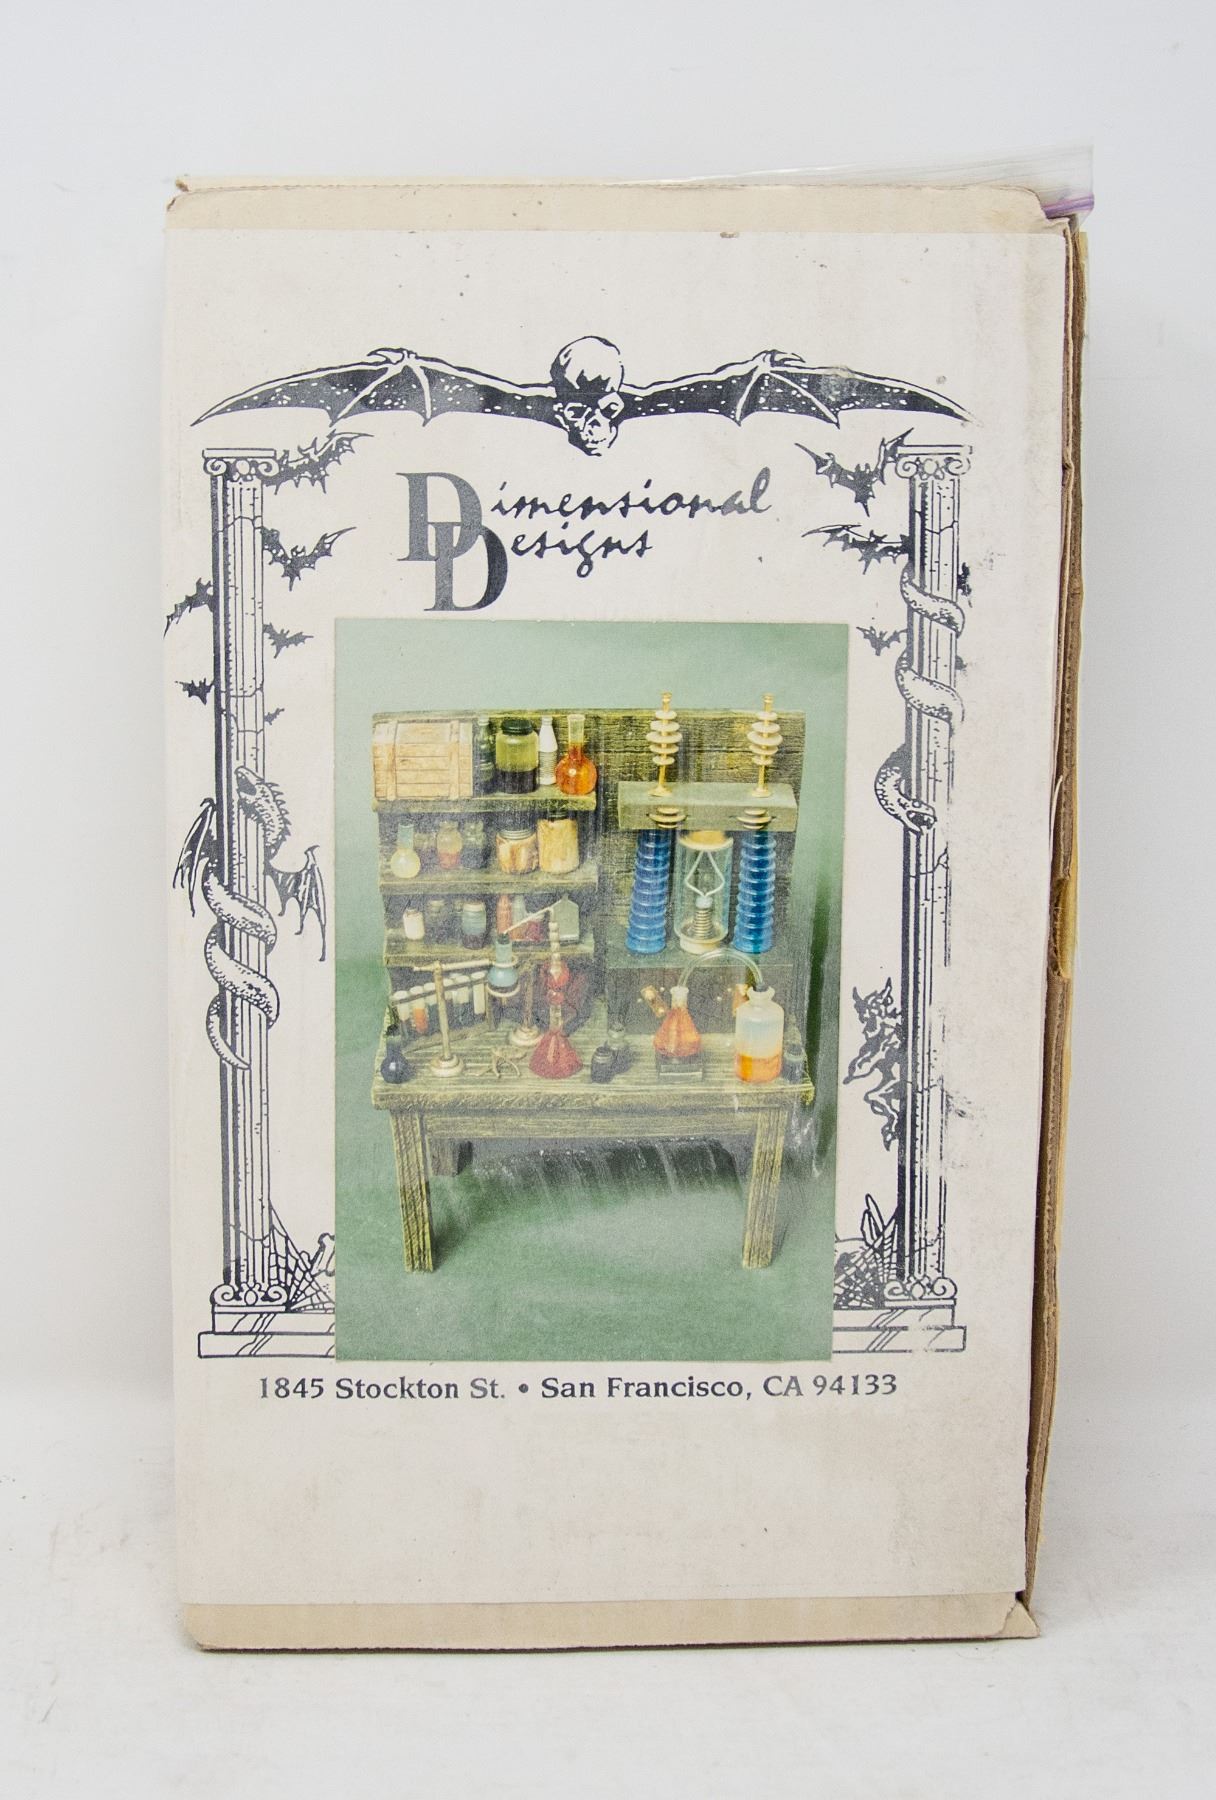 Dimensional
Designs
1845 Stockton St. • San Francisco, CA 94133